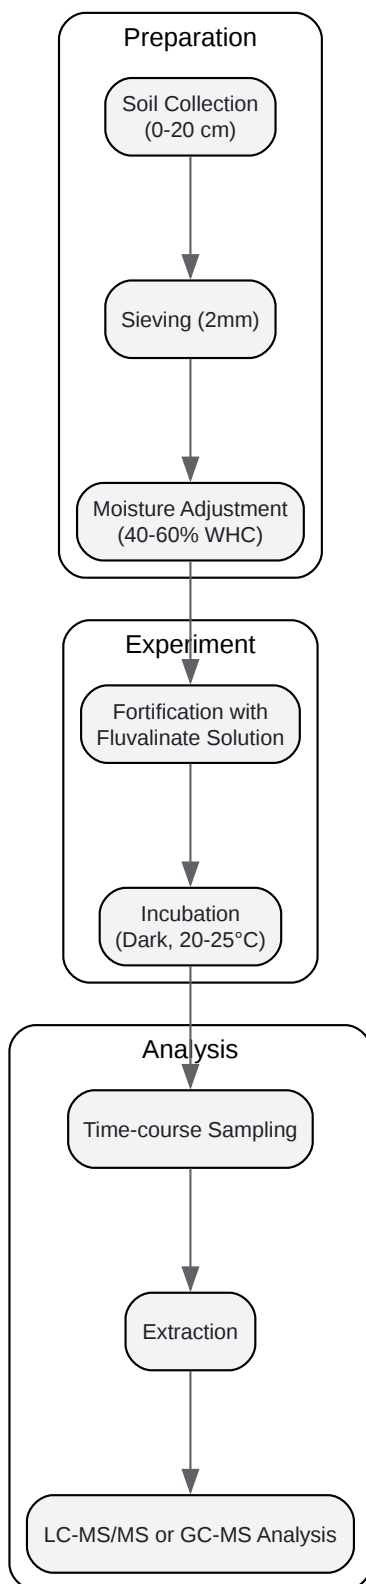 Preparation
Soil Collection
(0-20 cm)
Sieving (2mm)
Moisture Adjustment
(40-60% WHC)
Experiment
Fortification with
Fluvalinate Solution
Incubation
(Dark, 20-25°C)
Analysis
Time-course Sampling
Extraction
LC-MS/MS or GC-MS Analysis